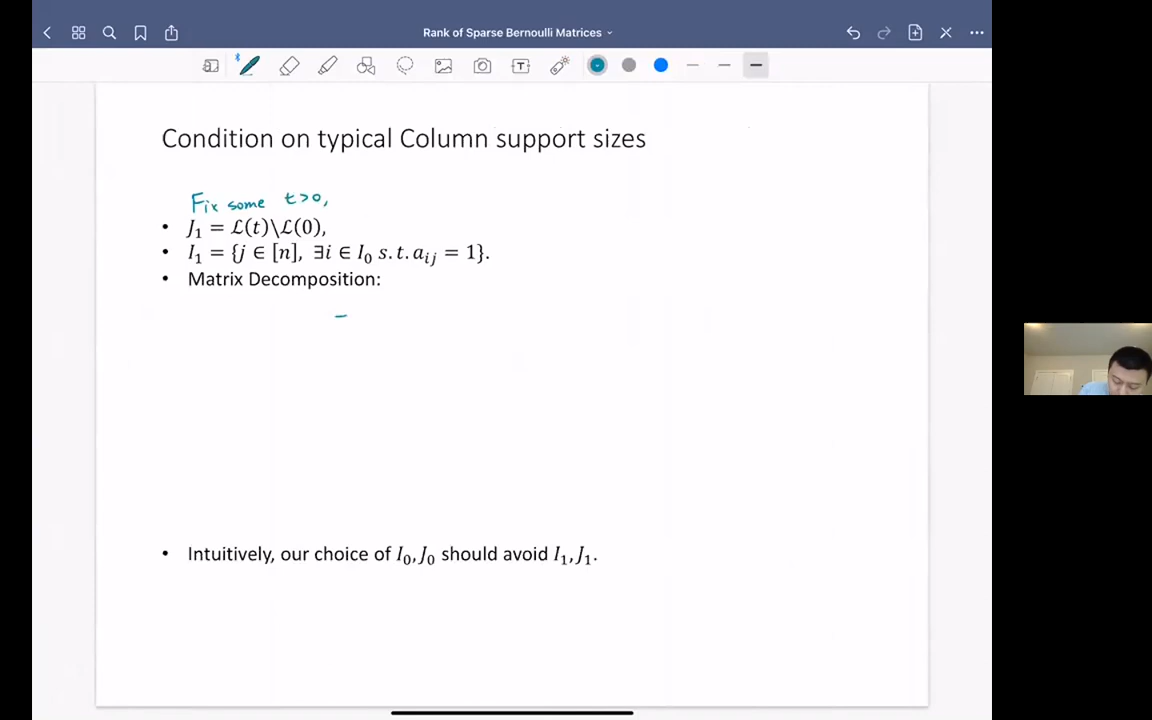 Rank of Sparse Bernoulli Matrices
Condition on typical Column support sizes
Fix some t>0,
• J₁ = ℒ(t)\ℒ(0),
• I₁ = {j ∈ [n], ∃i ∈ I₀ s.t. aᵢⱼ = 1}.
• Matrix Decomposition:
• Intuitively, our choice of I₀, J₀ should avoid I₁, J₁.